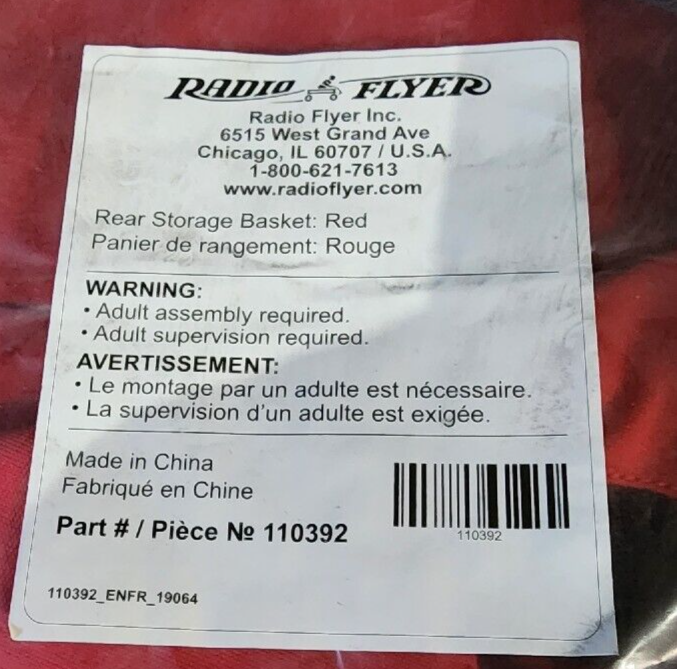 RADIO FLYER
Radio Flyer Inc.
6515 West Grand Ave
Chicago, IL 60707 / U.S.A.
1-800-621-7613
www.radioflyer.com
Rear Storage Basket: Red
Panier de rangement: Rouge
WARNING:
• Adult assembly required.
• Adult supervision required.
AVERTISSEMENT:
• Le montage par un adulte est nécessaire.
• La supervision d'un adulte est exigée.
Made in China
Fabriqué en Chine
Part # / Pièce № 110392
110392
110392_ENFR_19064